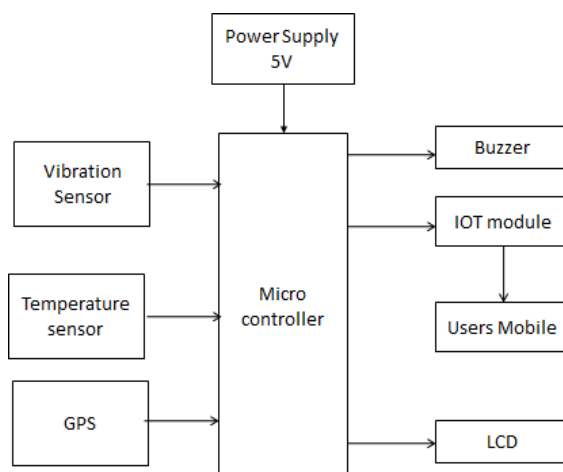 Power Supply
5V
Vibration
Sensor
Temperature
sensor
GPS
Micro
controller
Buzzer
IOT module
Users Mobile
LCD